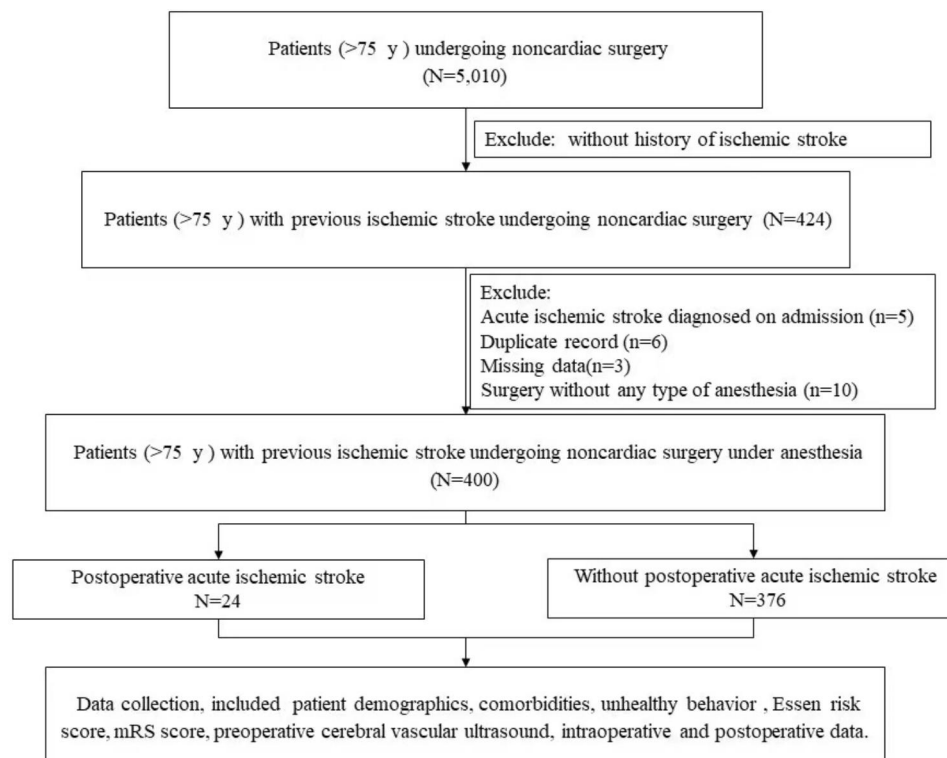 Patients (>75 y ) undergoing noncardiac surgery
(N=5,010)
Exclude: without history of ischemic stroke
Patients (>75 y ) with previous ischemic stroke undergoing noncardiac surgery (N=424)
Exclude:
Acute ischemic stroke diagnosed on admission (n=5)
Duplicate record (n=6)
Missing data(n=3)
Surgery without any type of anesthesia (n=10)
Patients (>75 y ) with previous ischemic stroke undergoing noncardiac surgery under anesthesia
(N=400)
Postoperative acute ischemic stroke
N=24
Without postoperative acute ischemic stroke
N=376
Data collection, included patient demographics, comorbidities, unhealthy behavior , Essen risk
score, mRS score, preoperative cerebral vascular ultrasound, intraoperative and postoperative data.